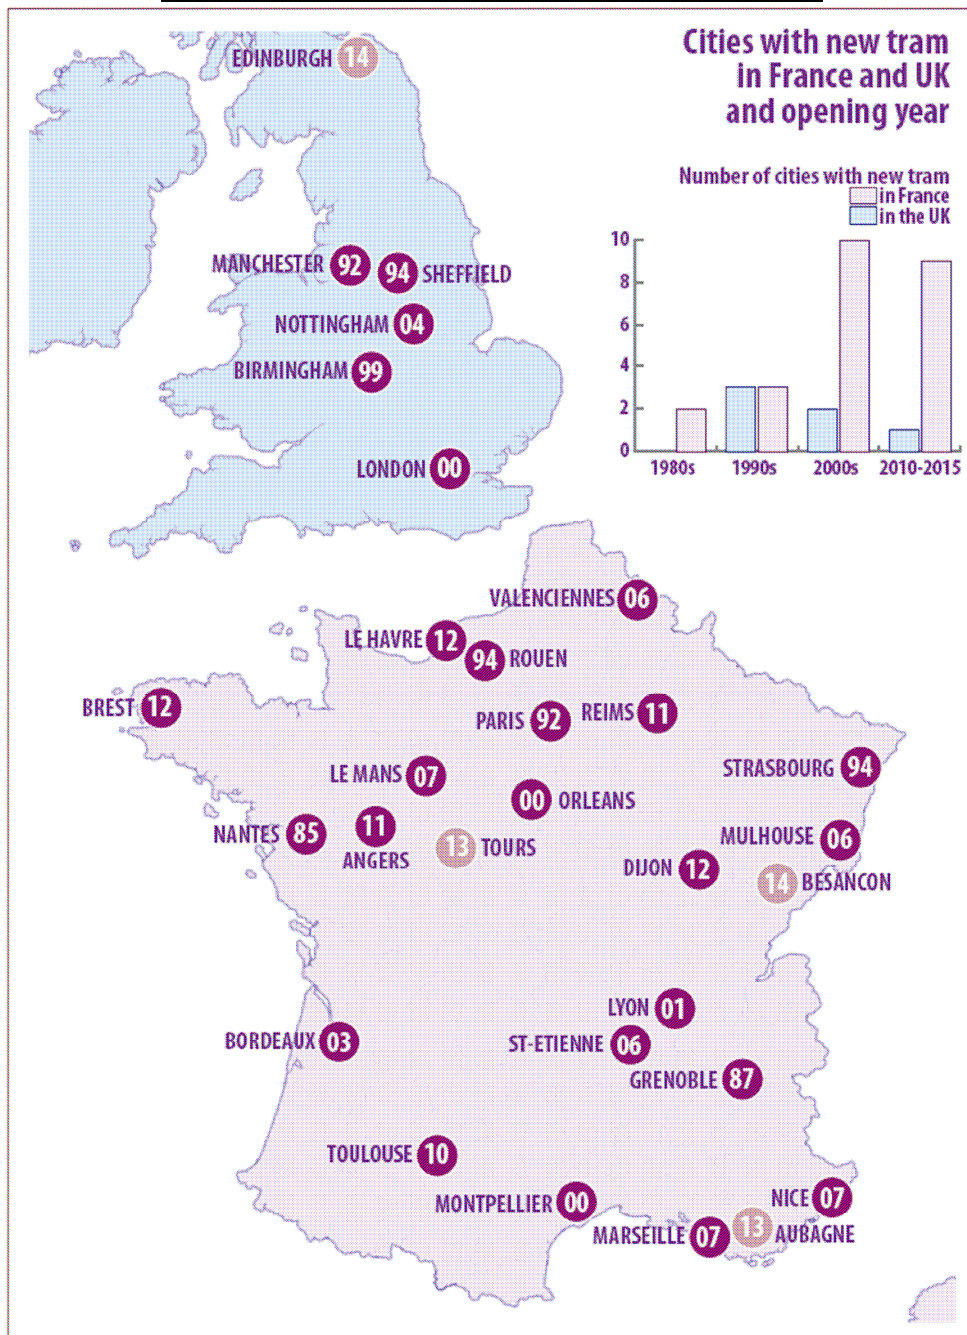 Cities with new tram
in France and UK
and opening year
Number of cities with new tram
in France
in the UK
10
8
6
4
2
0
1980s 1990s 2000s 2010-2015
EDINBURGH 14
MANCHESTER 92
94 SHEFFIELD
NOTTINGHAM 04
BIRMINGHAM 99
LONDON 00
VALENCIENNES 06
LE HAVRE 12
94 ROUEN
BREST 12
PARIS 92
REIMS 11
LE MANS 07
STRASBOURG 94
00 ORLEANS
NANTES 85
11
ANGERS
13 TOURS
MULHOUSE 06
DIJON 12
14 BESANCON
LYON 01
BORDEAUX 03
ST-ETIENNE 06
GRENOBLE 87
TOULOUSE 10
MONTPELLIER 00
NICE 07
MARSEILLE 07
13 AUBAGNE